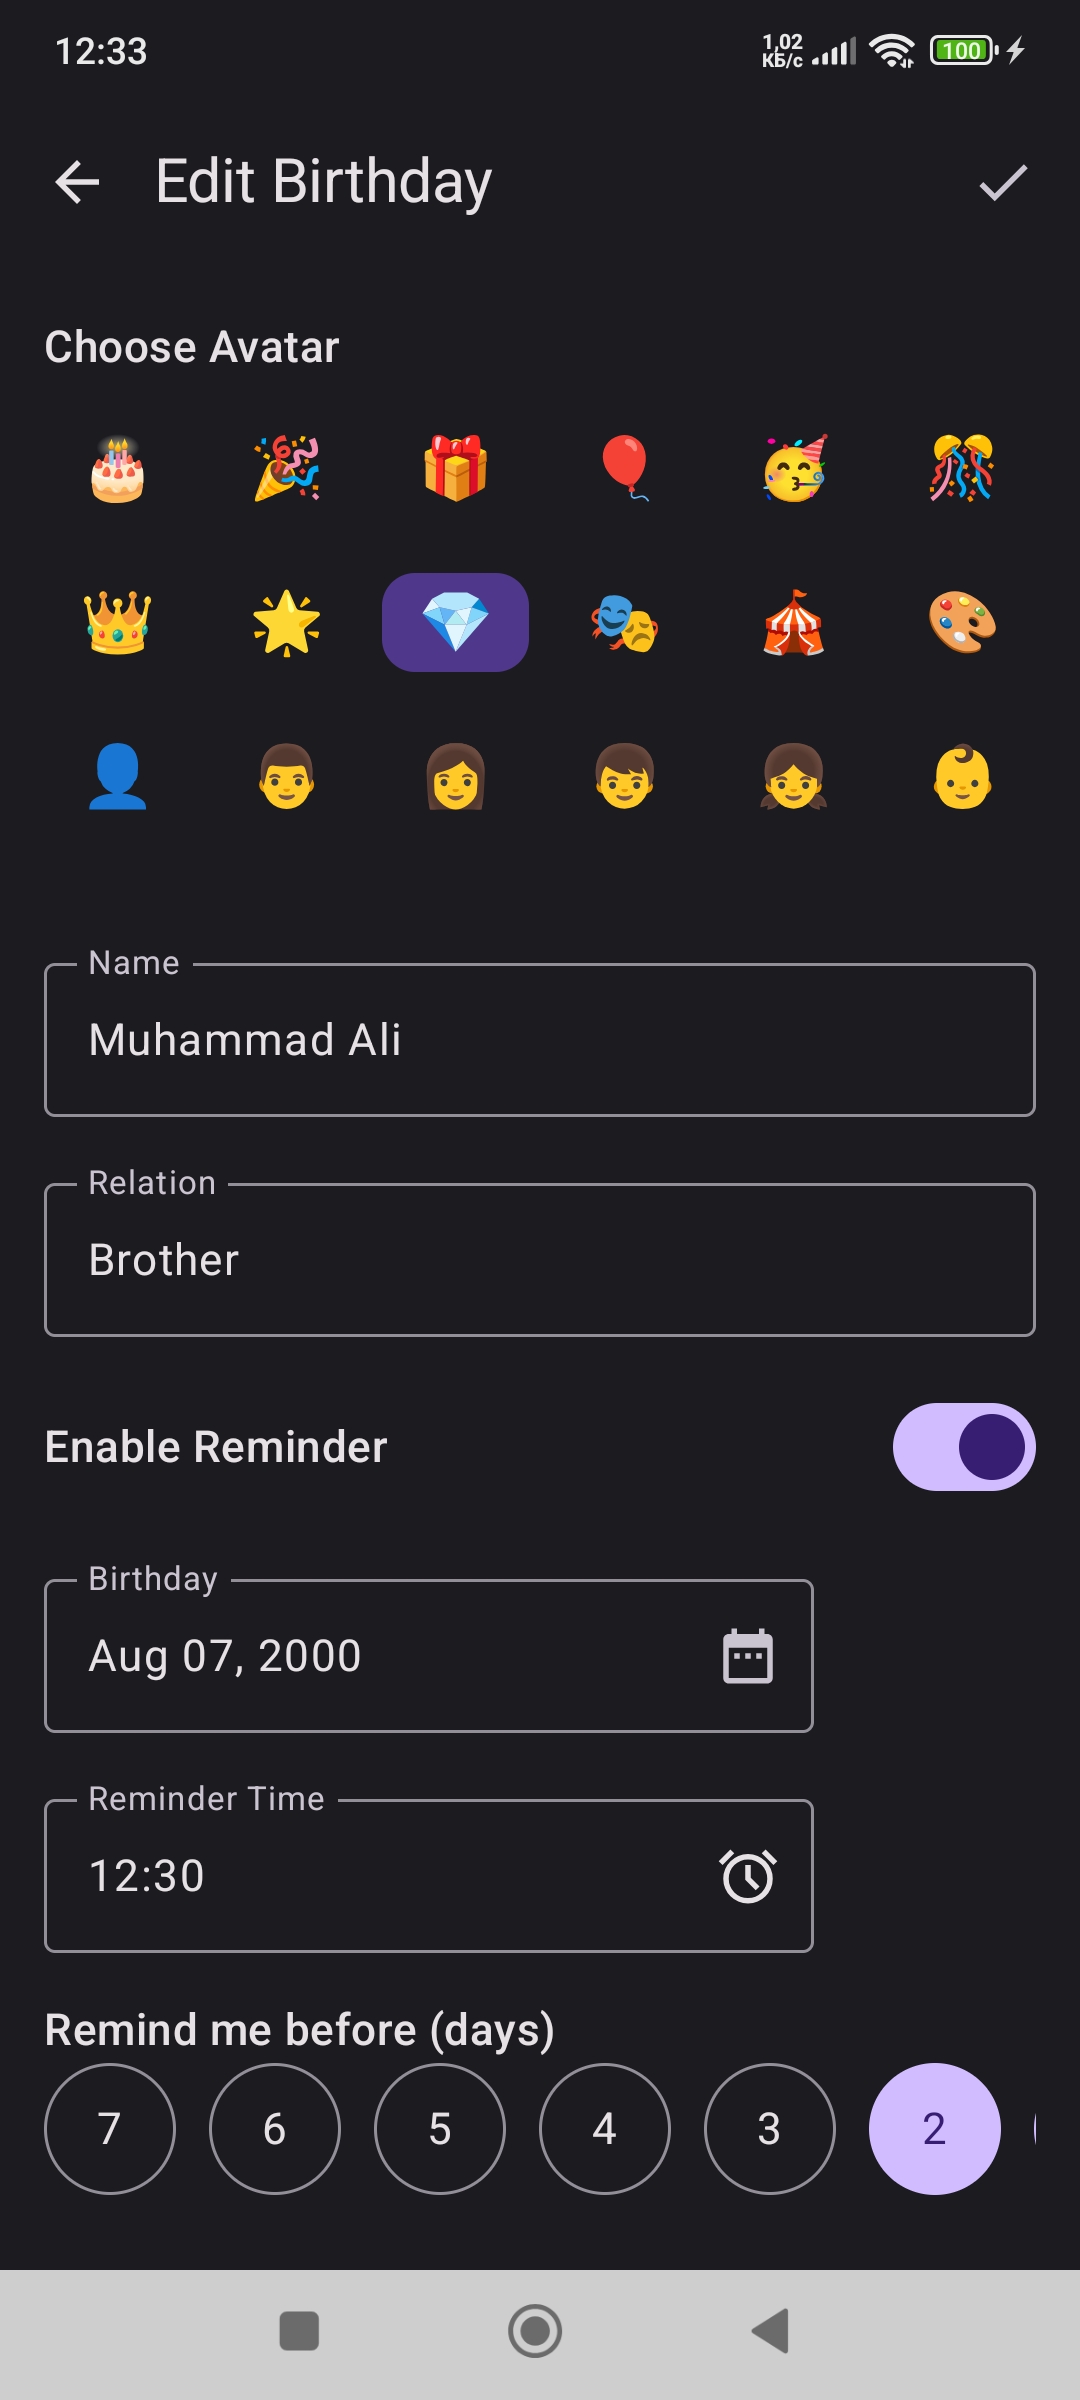 12:33
1,02
КБ/с
100
Edit Birthday
Choose Avatar
Name
Muhammad Ali
Relation
Brother
Enable Reminder
Birthday
Aug 07, 2000
Reminder Time
12:30
Remind me before (days)
7 6 5 4 3 2